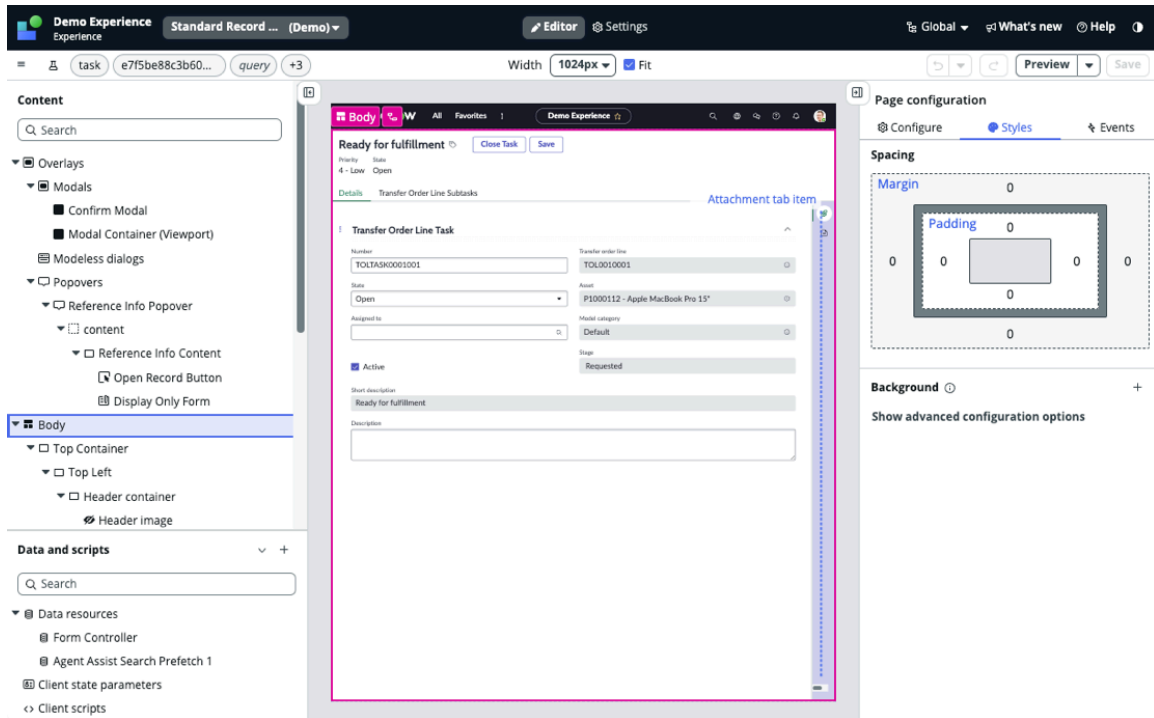 Demo Experience
Experience
Standard Record ... (Demo)
Editor
Settings
Global
What's new
Help
task
e7f5be88c3b60...
query
+3
Width
1024px
Fit
Preview
Save
Content
Search
Overlays
Modals
Confirm Modal
Modal Container (Viewport)
Modeless dialogs
Popovers
Reference Info Popover
content
Reference Info Content
Open Record Button
Display Only Form
Body
Top Container
Top Left
Header container
Header image
Data and scripts
Search
Data resources
Form Controller
Agent Assist Search Prefetch 1
Client state parameters
Client scripts
Body
All
Favorites
Demo Experience
Ready for fulfillment
Close Task
Save
Priority
State
4 - Low
Open
Details
Transfer Order Line Subtasks
Attachment tab item
Transfer Order Line Task
Number
TOLTASK0001001
Transfer order line
TOL0010001
State
Open
Asset
P1000112 - Apple MacBook Pro 15"
Assigned to
Model category
Default
Active
Stage
Requested
Short description
Ready for fulfillment
Description
Page configuration
Configure
Styles
Events
Spacing
Margin
0
Padding
0
0
0
0
0
0
0
Background
+
Show advanced configuration options